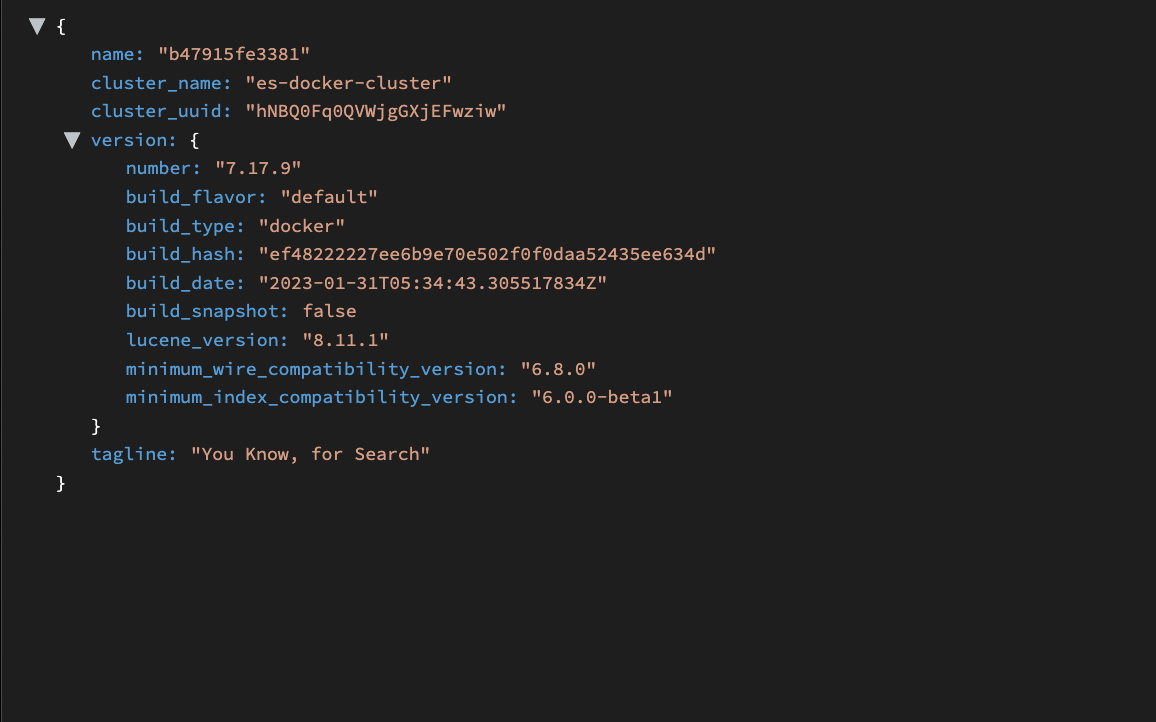 {
name: "b47915fe3381"
cluster_name: "es-docker-cluster"
cluster_uuid: "hNBQ0Fq0QVWjgGXjEFwziw"
version: {
number: "7.17.9"
build_flavor: "default"
build_type: "docker"
build_hash: "ef48222227ee6b9e70e502f0f0daa52435ee634d"
build_date: "2023-01-31T05:34:43.305517834Z"
build_snapshot: false
lucene_version: "8.11.1"
minimum_wire_compatibility_version: "6.8.0"
minimum_index_compatibility_version: "6.0.0-beta1"
}
tagline: "You Know, for Search"
}